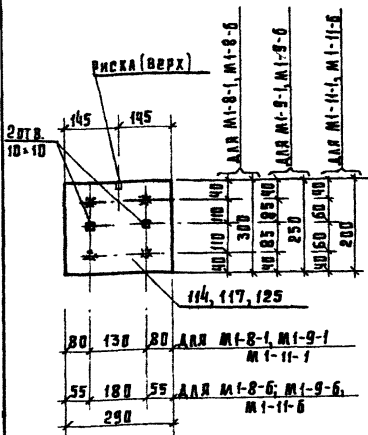 РИСКА (ВЕРХ)
145 145
2 ОТВ.
10×10
ДЛЯ М1-8-1, М1-8-6
ДЛЯ М1-9-1, М1-9-6
ДЛЯ М1-11-1, М1-11-6
40 110 110 40
300
40 85 85 40
250
40 60 60 40
200
114, 117, 125
80 130 80 ДЛЯ М1-8-1, М1-9-1
М1-11-1
55 180 55 ДЛЯ М1-8-6; М1-9-6,
М1-11-6
290